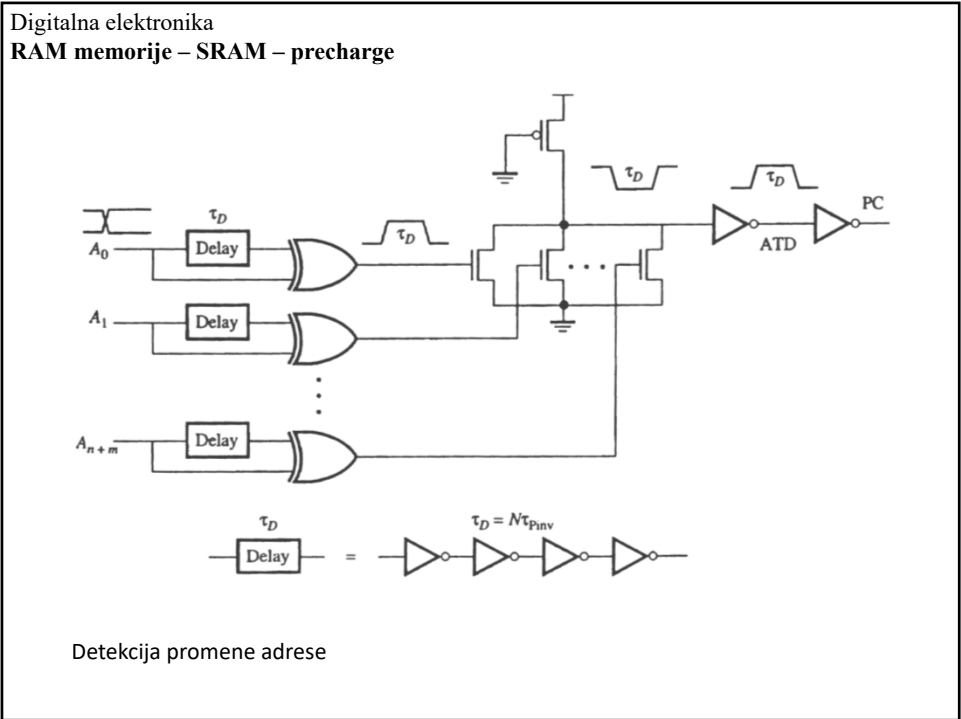 Digitalna elektronika
RAM memorije – SRAM – precharge
τD
τD
PC
τD
A0
Delay
τD
ATD
A1
Delay
An + m
Delay
τD
τD = NτPinv
Delay
=
Detekcija promene adrese